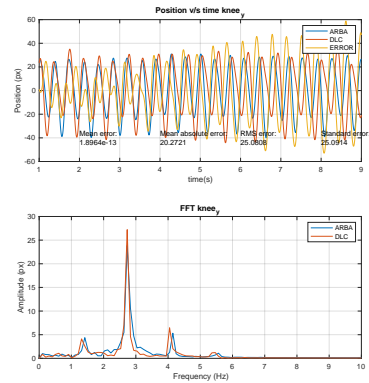 Position v/s time knee_y
60
40
20
0
-20
-40
-60
Position (px)
ARBA
DLC
ERROR
Mean error: Mean absolute error: RMS error: Standard error
1.8964e-13 20.2721 25.0808 25.0914
1 2 3 4 5 6 7 8 9
time(s)
FFT knee_y
30
25
20
15
10
5
0
Amplitude (px)
ARBA
DLC
0 1 2 3 4 5 6 7 8 9 10
Frequency (Hz)